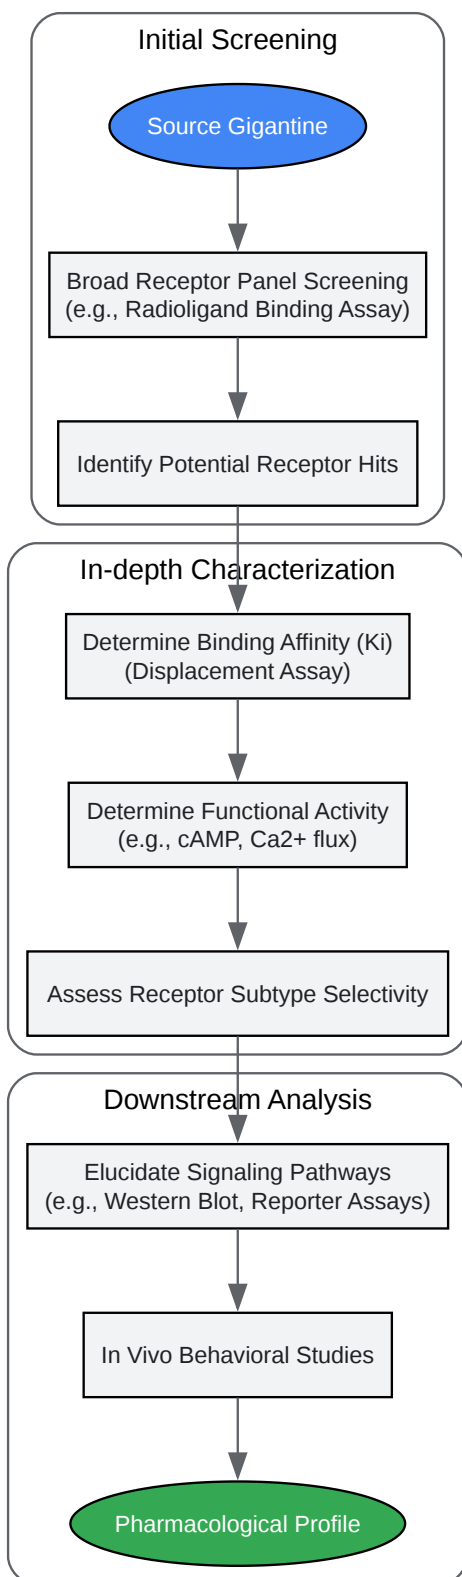 Initial Screening
Source Gigantine
Broad Receptor Panel Screening
(e.g., Radioligand Binding Assay)
Identify Potential Receptor Hits
In-depth Characterization
Determine Binding Affinity (Ki)
(Displacement Assay)
Determine Functional Activity
(e.g., cAMP, Ca2+ flux)
Assess Receptor Subtype Selectivity
Downstream Analysis
Elucidate Signaling Pathways
(e.g., Western Blot, Reporter Assays)
In Vivo Behavioral Studies
Pharmacological Profile